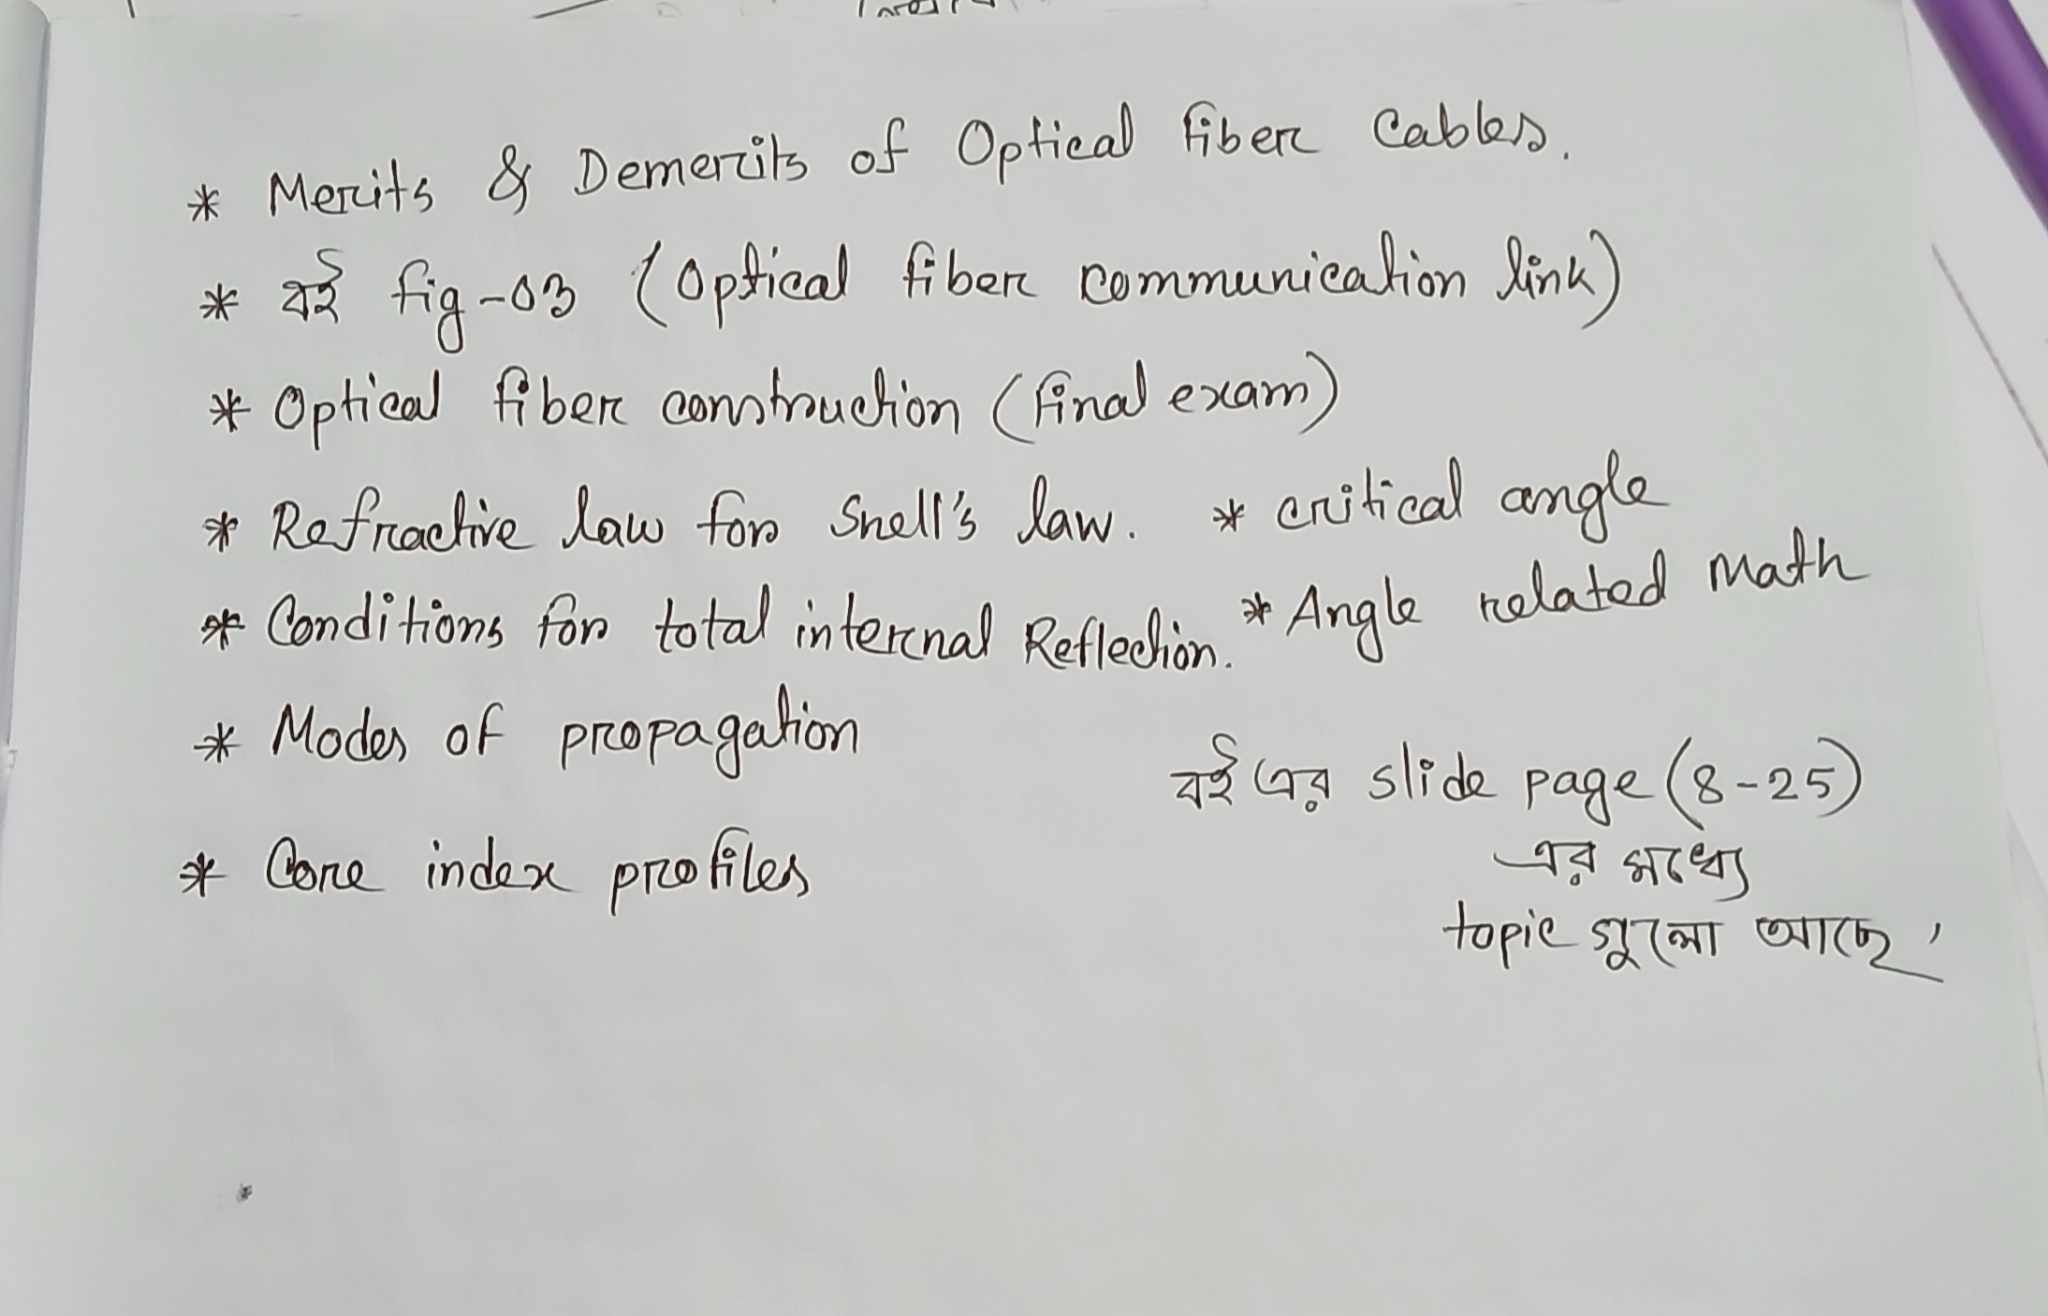 * Merits & Demerits of Optical fiber Cables.
* বই fig-03 (Optical fiber communication link)
* Optical fiber construction (final exam)
* Refractive law for Snell's law. * critical angle
* Conditions for total internal Reflection. * Angle related Math
* Modes of propagation
বই এর slide page (8-25)
এর মধ্যে
* Core index profiles
topic গুলো আছে,